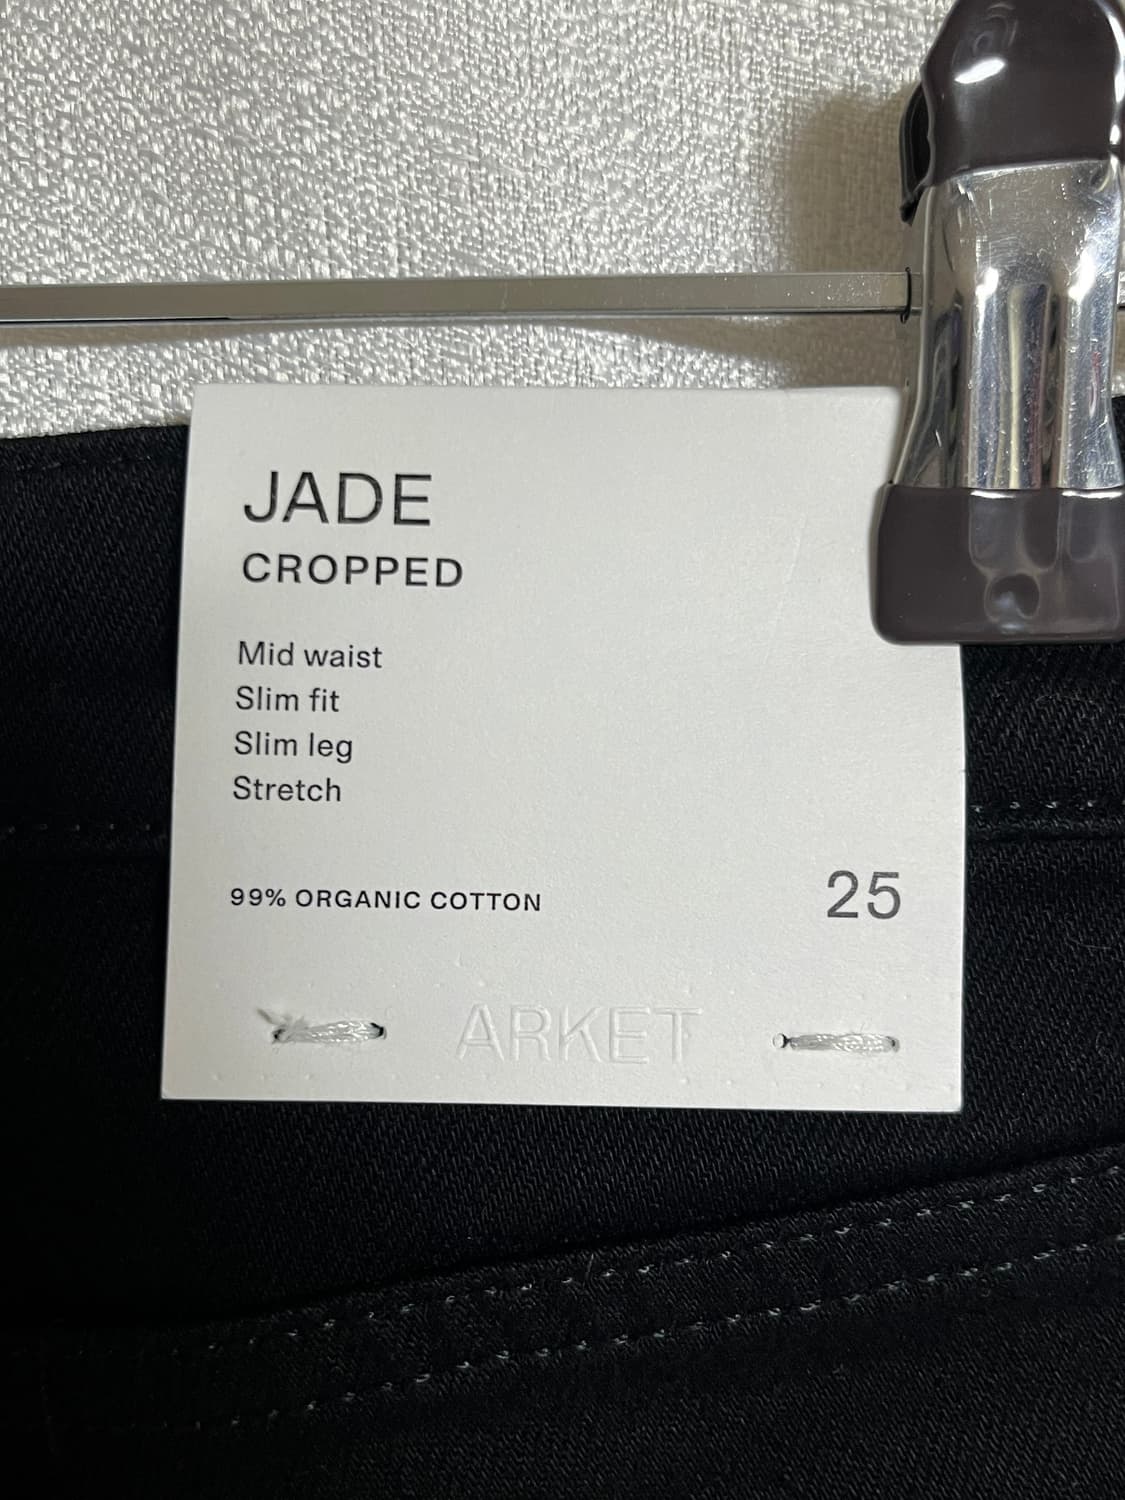 JADE
CROPPED
Mid waist
Slim fit
Slim leg
Stretch
99% ORGANIC COTTON
25
ARKET